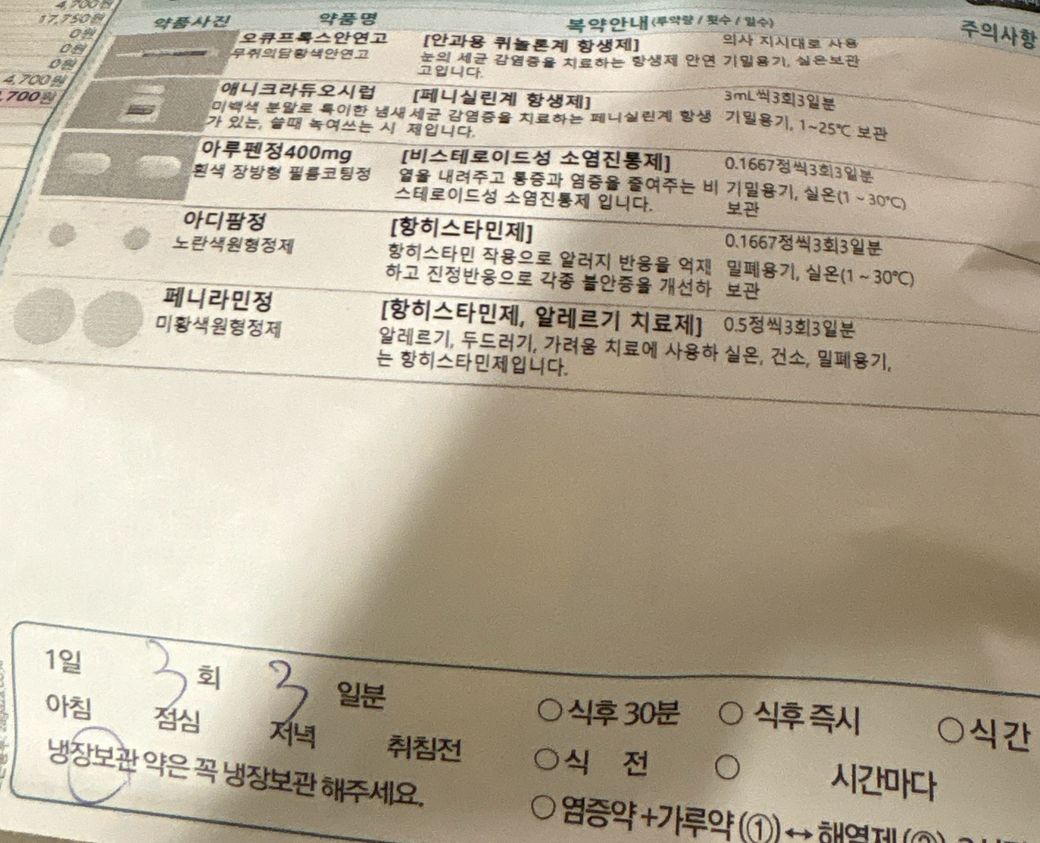 4,700원
17,750원
0원
0원
0원
4,700원
,700원
약품사진 약품명 복약안내(투약량 / 횟수 / 일수) 주의사항
오큐프록스안연고 [안과용 퀴놀론계 항생제] 의사 지시대로 사용
무취의담황색안연고 눈의 세균 감염증을 치료하는 항생제 안연 기밀용기, 실온보관
고입니다.
애니크라듀오시럽 [페니실린계 항생제] 3mL씩3회3일분
미백색 분말로 특이한 냄새 세균 감염증을 치료하는 페니실린계 항생 기밀용기, 1~25℃ 보관
가 있는, 쓸때 녹여쓰는 시 제입니다.
아루펜정400mg [비스테로이드성 소염진통제] 0.1667정씩3회3일분
흰색 장방형 필름코팅정 열을 내려주고 통증과 염증을 줄여주는 비 기밀용기, 실온(1 ~ 30℃)
스테로이드성 소염진통제 입니다. 보관
아디팜정 [항히스타민제] 0.1667정씩3회3일분
노란색원형정제 항히스타민 작용으로 알러지 반응을 억제 밀폐용기, 실온(1 ~ 30℃)
하고 진정반응으로 각종 불안증을 개선하 보관
페니라민정 [항히스타민제, 알레르기 치료제] 0.5정씩3회3일분
미황색원형정제 알레르기, 두드러기, 가려움 치료에 사용하 실온, 건소, 밀폐용기,
는 항히스타민제입니다.
1일 3 회 3 일분
아침 점심 저녁 취침전
냉장보관 약은 꼭 냉장보관 해주세요.
○ 식후 30분 ○ 식후 즉시 ○ 식간
○ 식 전 ○ 시간마다
○ 염증약+가루약(①)↔해열제(②)